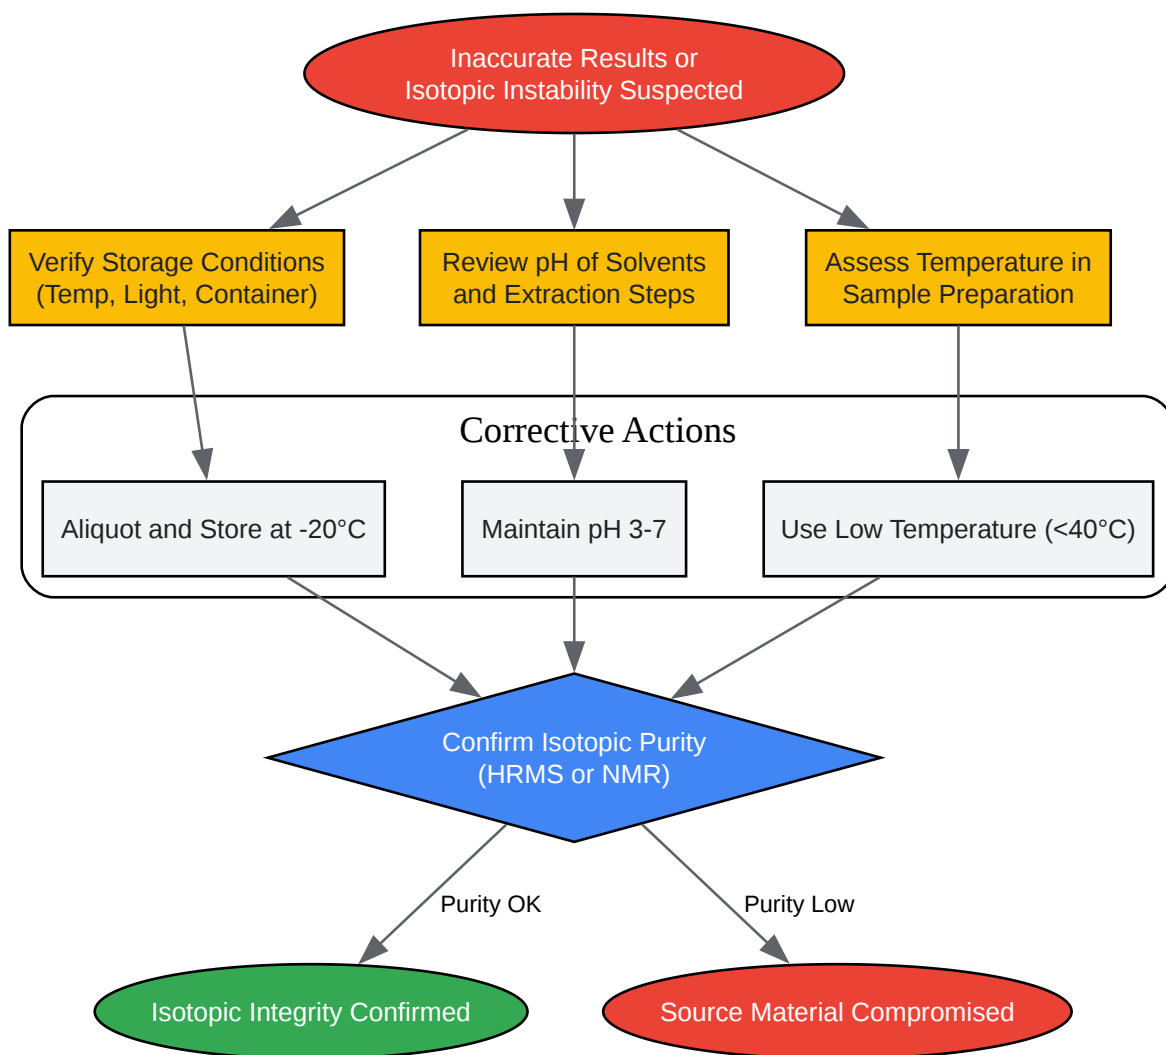 Inaccurate Results or
Isotopic Instability Suspected
Verify Storage Conditions
(Temp, Light, Container)
Review pH of Solvents
and Extraction Steps
Assess Temperature in
Sample Preparation
Corrective Actions
Aliquot and Store at -20°C
Maintain pH 3-7
Use Low Temperature (<40°C)
Confirm Isotopic Purity
(HRMS or NMR)
Purity OK
Purity Low
Isotopic Integrity Confirmed
Source Material Compromised